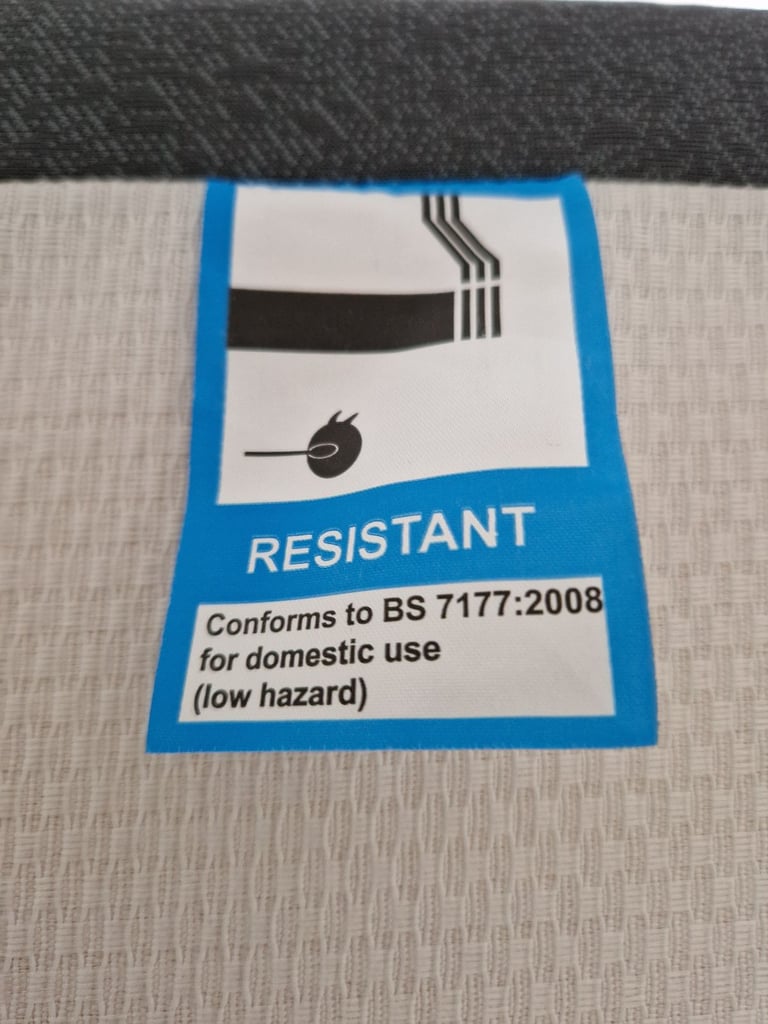 RESISTANT
Conforms to BS 7177:2008
for domestic use
(low hazard)